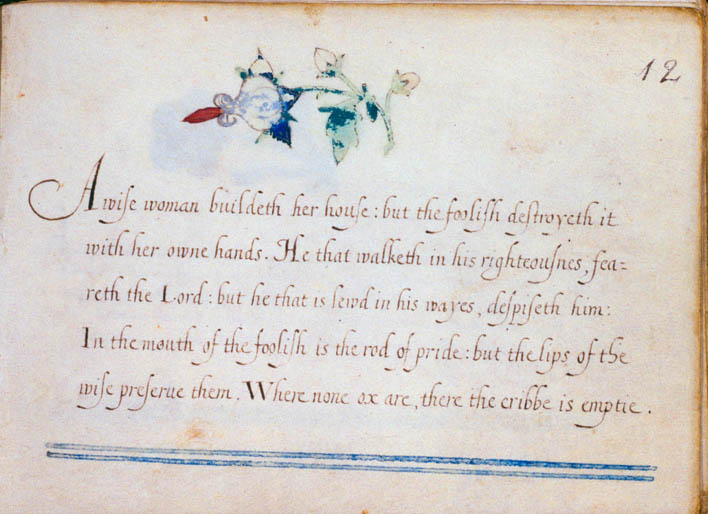 12
A wiſe woman buildeth her houſe: but the fooliſh deſtroyeth it
with her owne hands. He that walketh in his righteouſnes, fea=
reth the Lord: but he that is lewd in his wayes, deſpiſeth him:
In the mouth of the fooliſh is the rod of pride: but the lips of the
wiſe preſerue them. Where none ox are, there the cribbe is emptie.